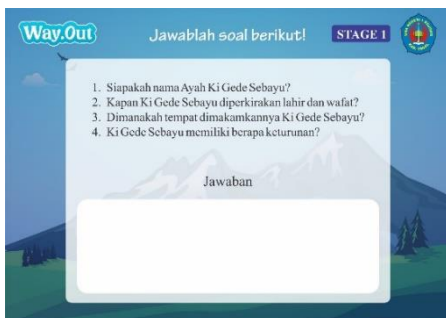 Way.Out
Jawablah soal berikut!
STAGE 1
1. Siapakah nama Ayah Ki Gede Sebayu?
2. Kapan Ki Gede Sebayu diperkirakan lahir dan wafat?
3. Dimanakah tempat dimakamkannya Ki Gede Sebayu?
4. Ki Gede Sebayu memiliki berapa keturunan?
Jawaban